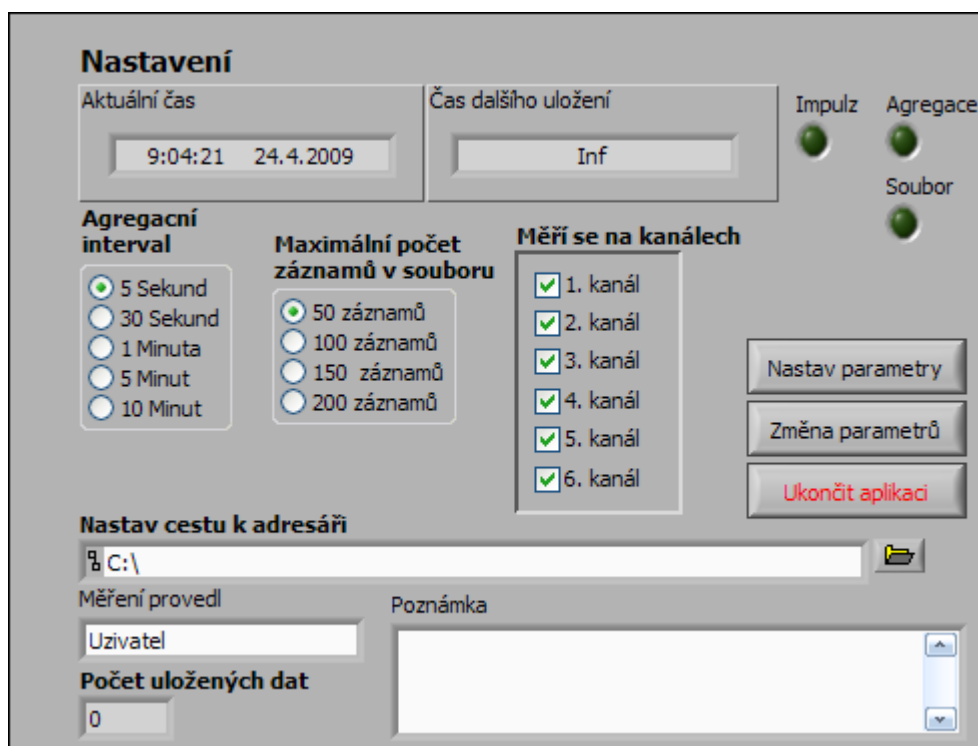 Nastavení
Aktuální čas
9:04:21 24.4.2009
Čas dalšího uložení
Inf
Impulz
Agregace
Soubor
Agregacní
interval
5 Sekund
30 Sekund
1 Minuta
5 Minut
10 Minut
Maximální počet
záznamů v souboru
50 záznamů
100 záznamů
150 záznamů
200 záznamů
Měří se na kanálech
1. kanál
2. kanál
3. kanál
4. kanál
5. kanál
6. kanál
Nastav parametry
Změna parametrů
Ukončit aplikaci
Nastav cestu k adresáři
C:\
Měření provedl
Uzivatel
Počet uložených dat
0
Poznámka